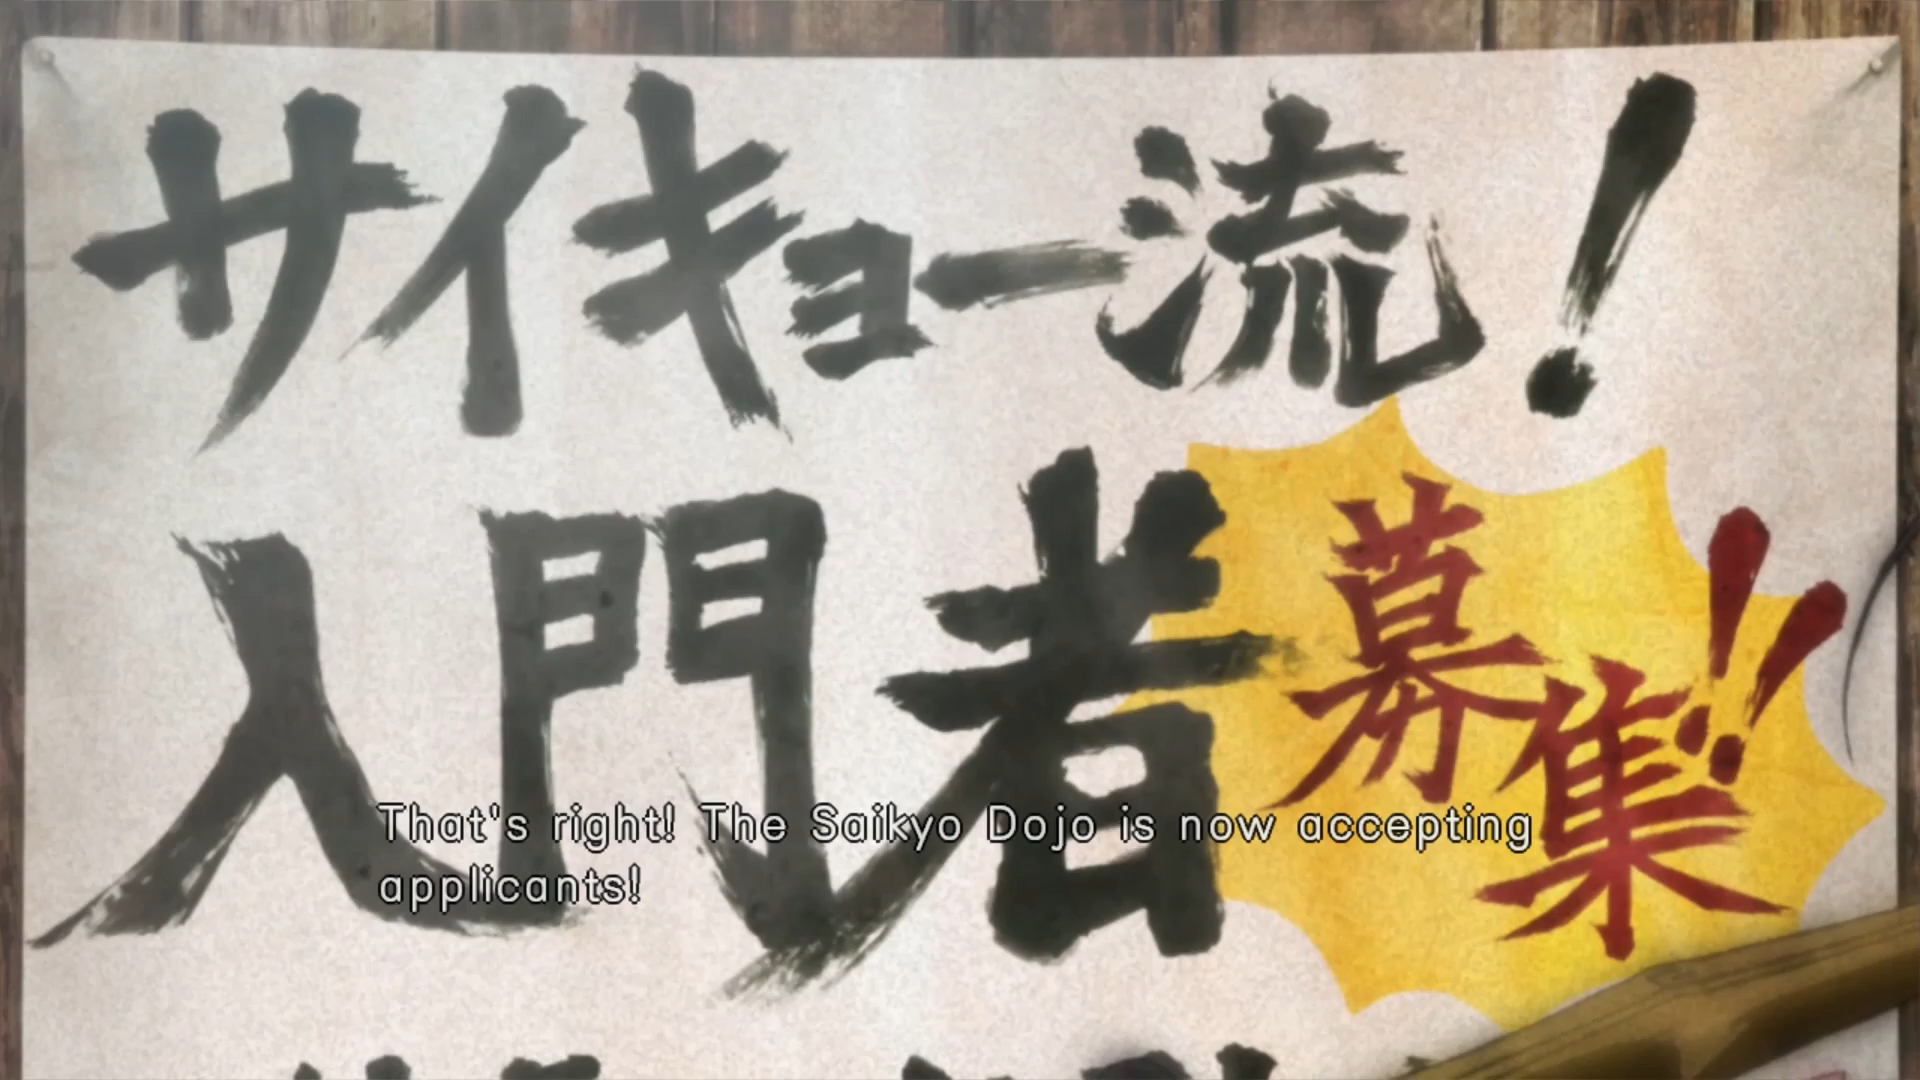 サイキョー流!
入門者
募集!!
That's right! The Saikyo Dojo is now accepting
applicants!